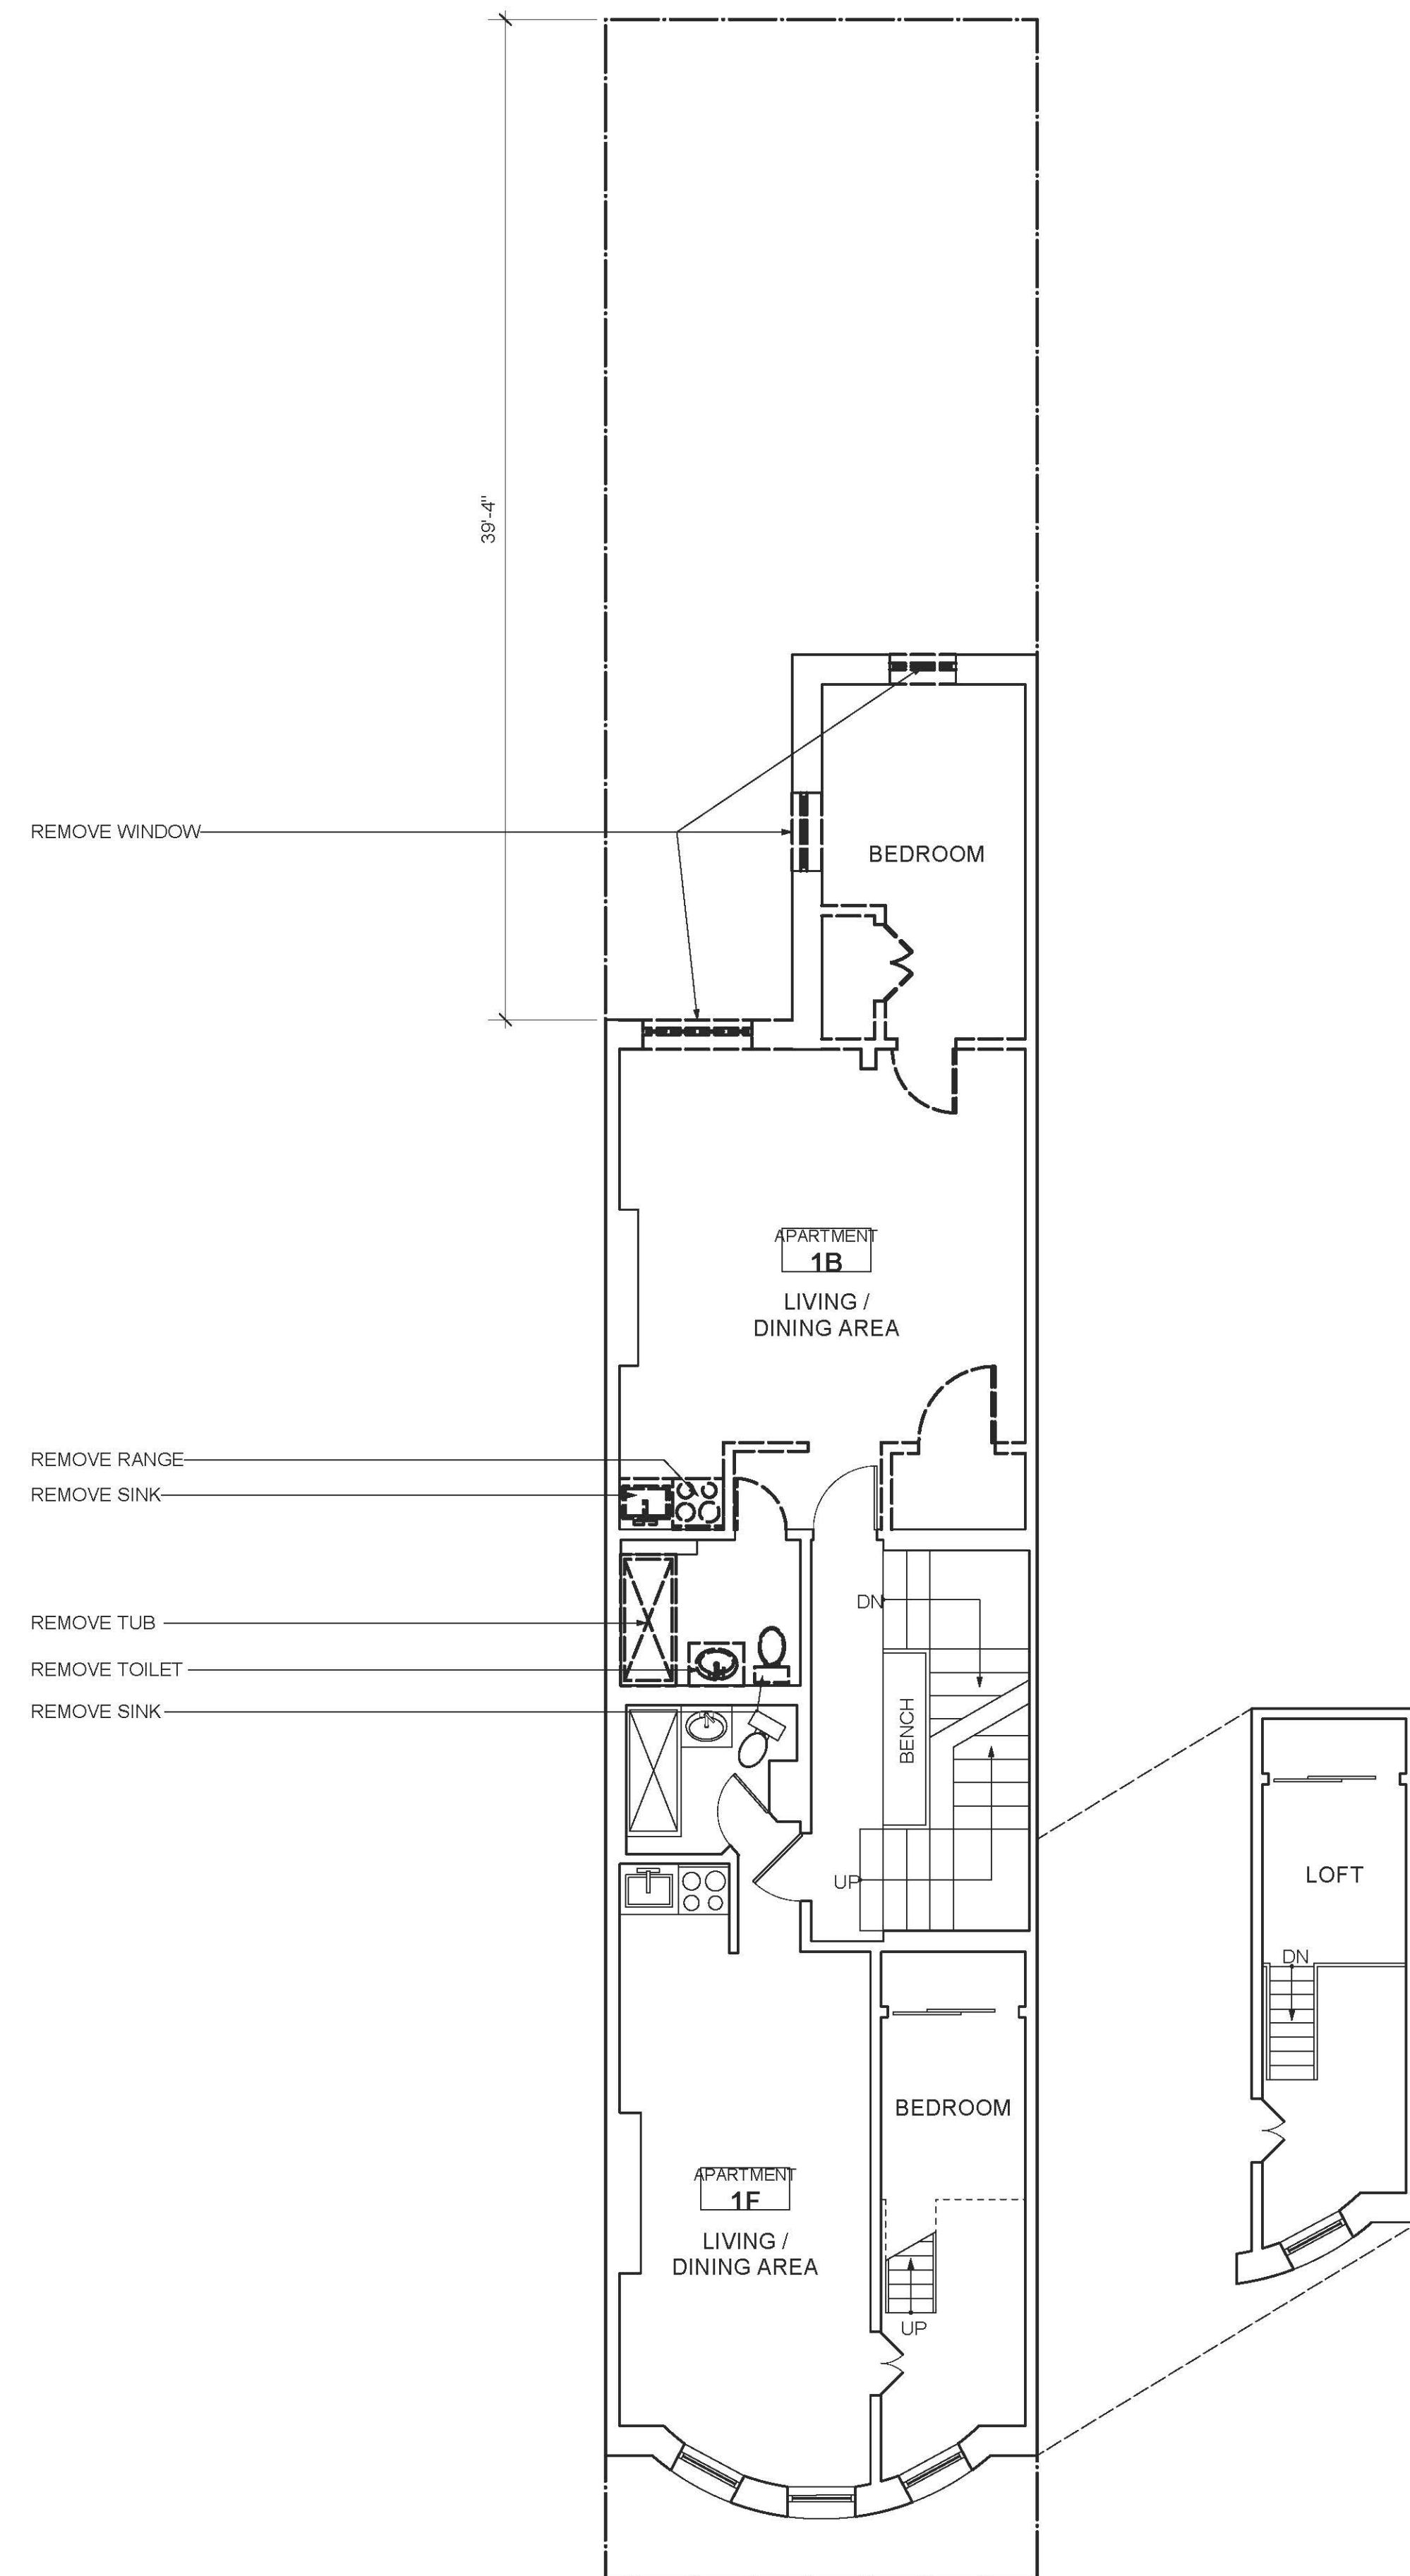 39'-4"
REMOVE WINDOW
BEDROOM
APARTMENT
1B
LIVING /
DINING AREA
REMOVE RANGE
REMOVE SINK
REMOVE TUB
REMOVE TOILET
REMOVE SINK
DN
BENCH
UP
LOFT
DN
BEDROOM
APARTMENT
1F
LIVING /
DINING AREA
UP